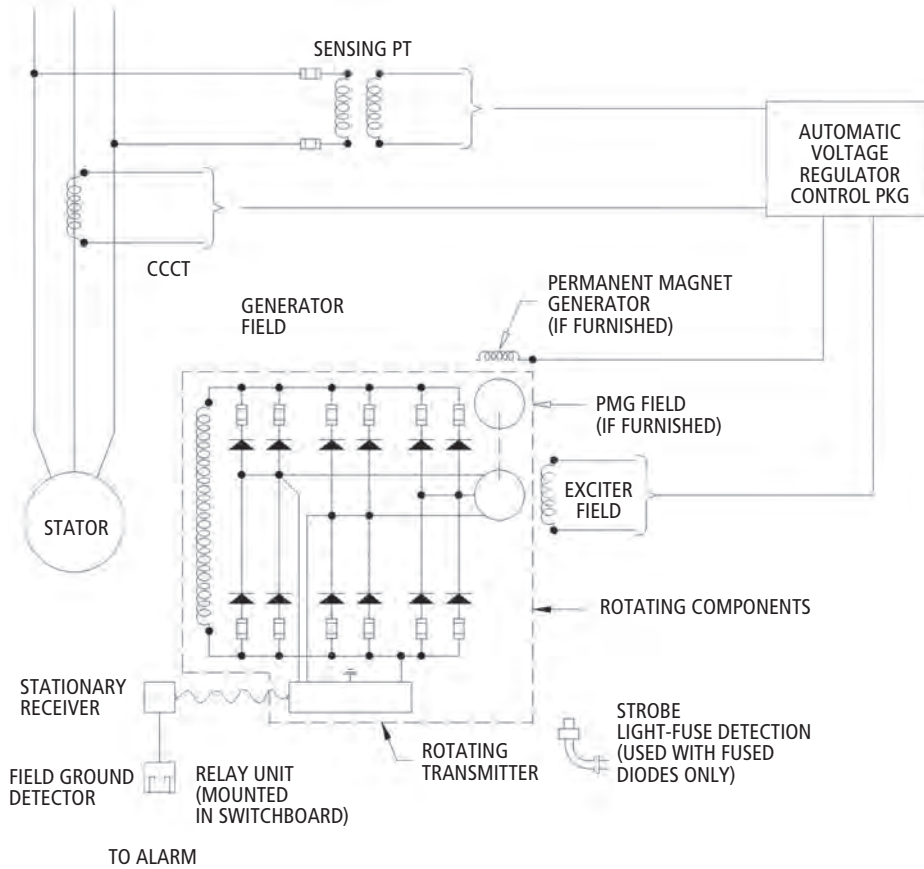 SENSING PT
AUTOMATIC
VOLTAGE
REGULATOR
CONTROL PKG
CCCT
GENERATOR
FIELD
PERMANENT MAGNET
GENERATOR
(IF FURNISHED)
PMG FIELD
(IF FURNISHED)
EXCITER
FIELD
STATOR
ROTATING COMPONENTS
STATIONARY
RECEIVER
ROTATING
TRANSMITTER
STROBE
LIGHT-FUSE DETECTION
(USED WITH FUSED
DIODES ONLY)
FIELD GROUND
DETECTOR
RELAY UNIT
(MOUNTED
IN SWITCHBOARD)
TO ALARM